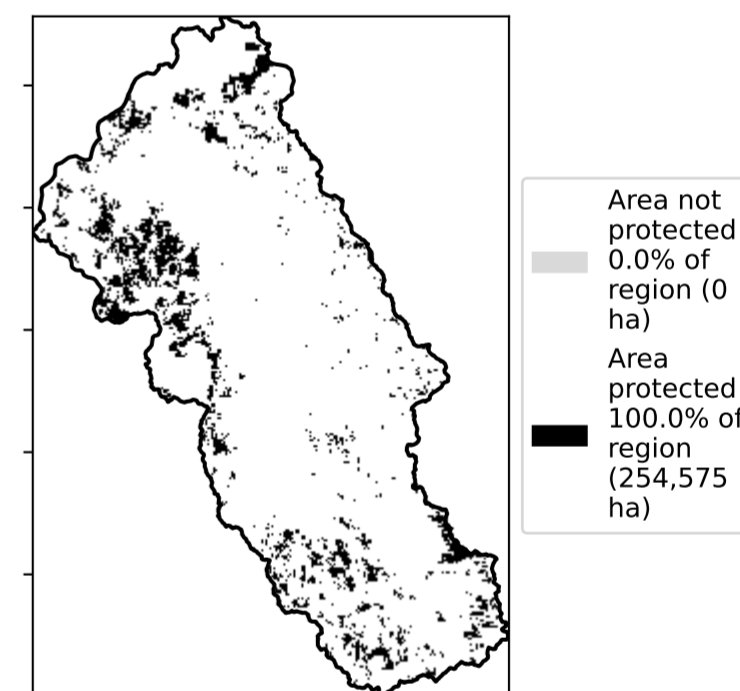 Area not
protected
0.0% of
region (0
ha)
Area
protected
100.0% of
region
(254,575
ha)